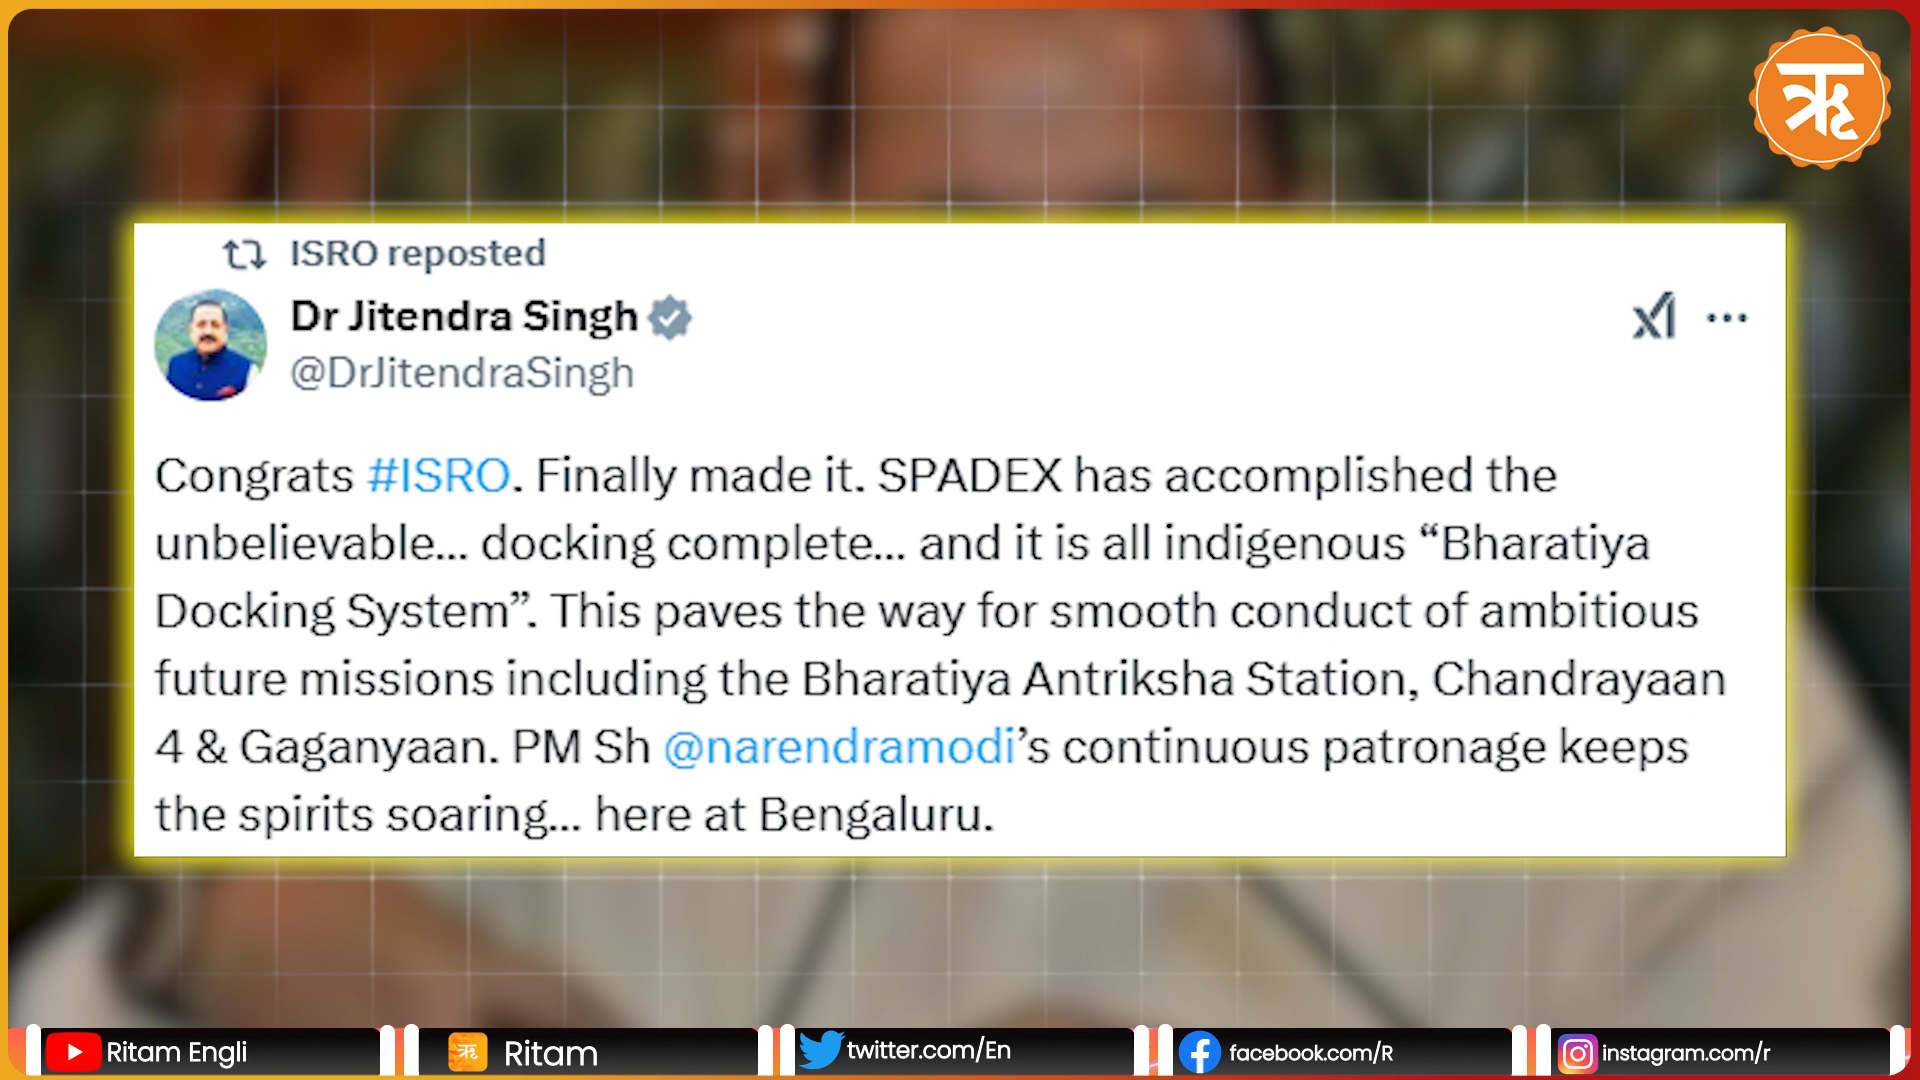 ऋ
ISRO reposted
Dr Jitendra Singh
@DrJitendraSingh
Congrats #ISRO. Finally made it. SPADEX has accomplished the
unbelievable... docking complete... and it is all indigenous “Bharatiya
Docking System”. This paves the way for smooth conduct of ambitious
future missions including the Bharatiya Antriksha Station, Chandrayaan
4 & Gaganyaan. PM Sh @narendramodi’s continuous patronage keeps
the spirits soaring... here at Bengaluru.
Ritam Engli
ऋ Ritam
twitter.com/En
facebook.com/R
instagram.com/r